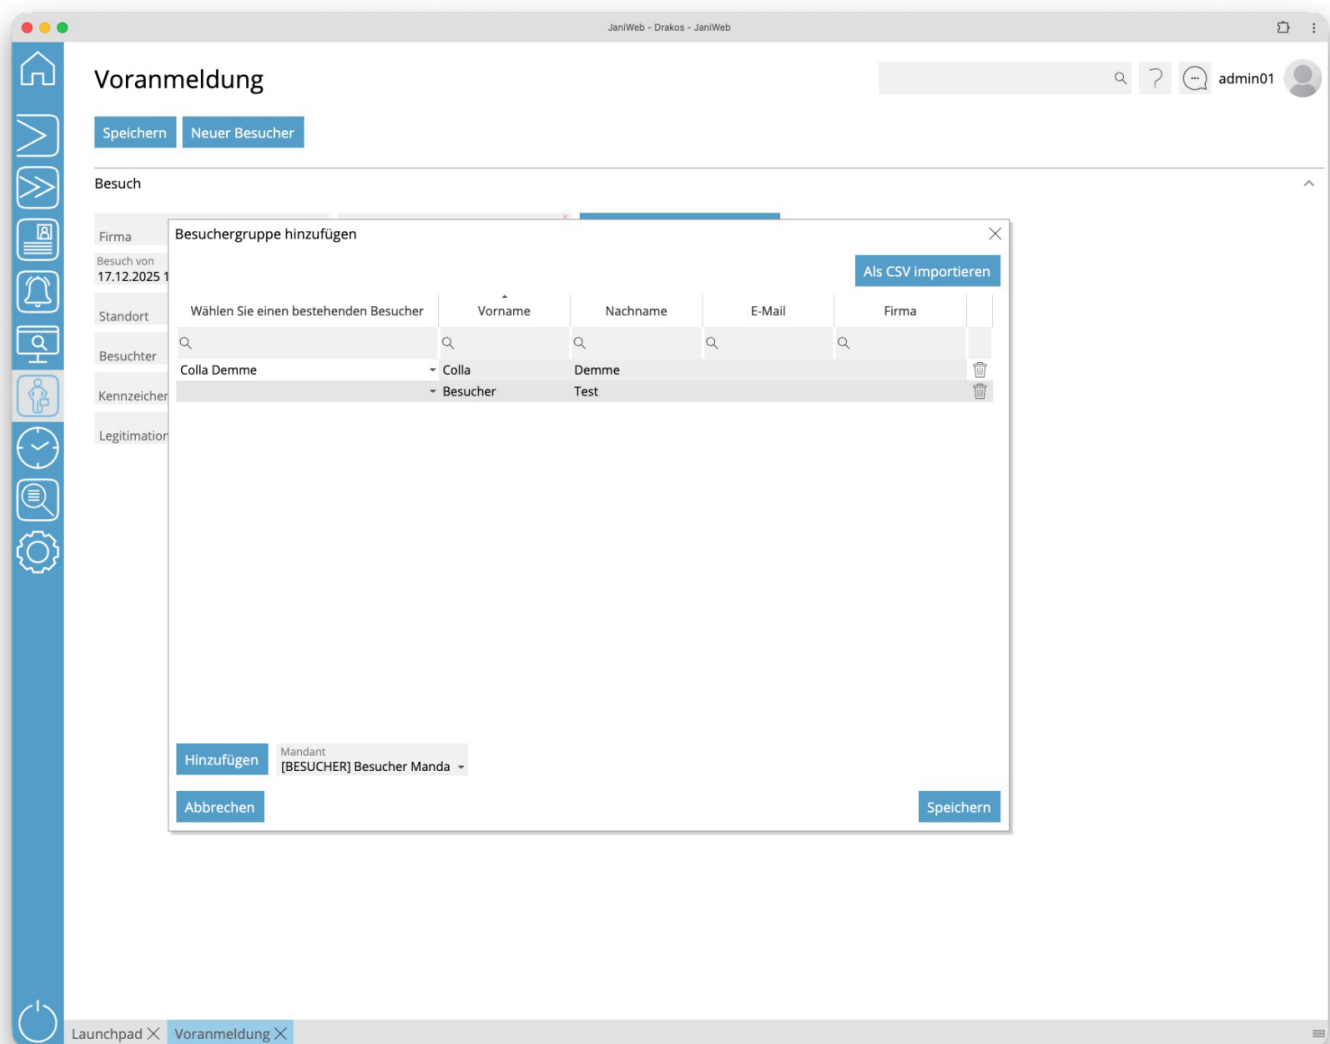 JaniWeb - Drakos - JaniWeb
Voranmeldung
admin01
Speichern Neuer Besucher
Besuch
Firma
Besuch von
17.12.2025 1
Standort
Besuchter
Kennzeicher
Legitimation
Besuchergruppe hinzufügen
Als CSV importieren
Wählen Sie einen bestehenden Besucher Vorname Nachname E-Mail Firma
Colla Demme Colla Demme
Besucher Test
Hinzufügen
Mandant
[BESUCHER] Besucher Manda
Abbrechen Speichern
Launchpad Voranmeldung